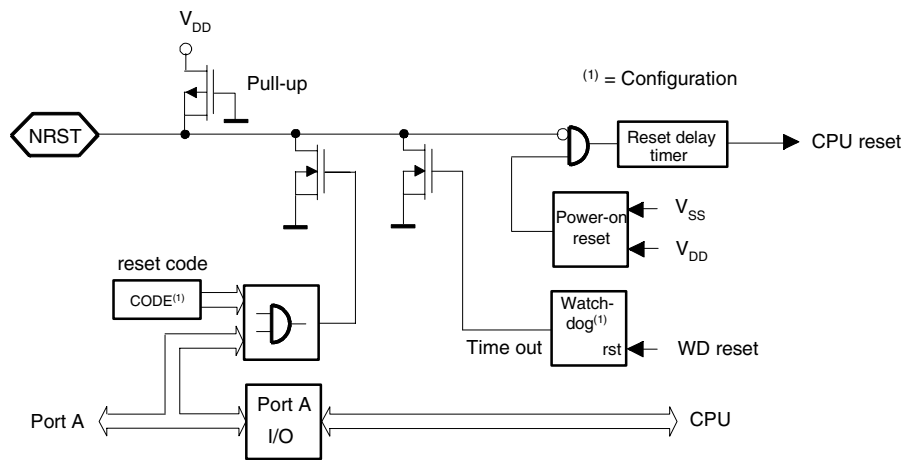 V_DD
Pull-up
(1) = Configuration
NRST
Reset delay
timer
CPU reset
Power-on
reset
V_SS
V_DD
reset code
CODE(1)
Watch-
dog(1)
rst
Time out
WD reset
Port A
Port A
I/O
CPU